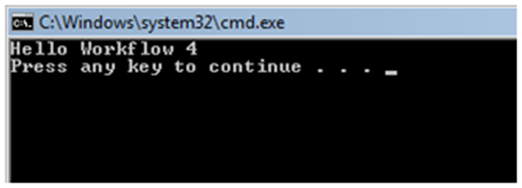 C:\Windows\system32\cmd.exe
Hello Workflow 4
Press any key to continue . . . _